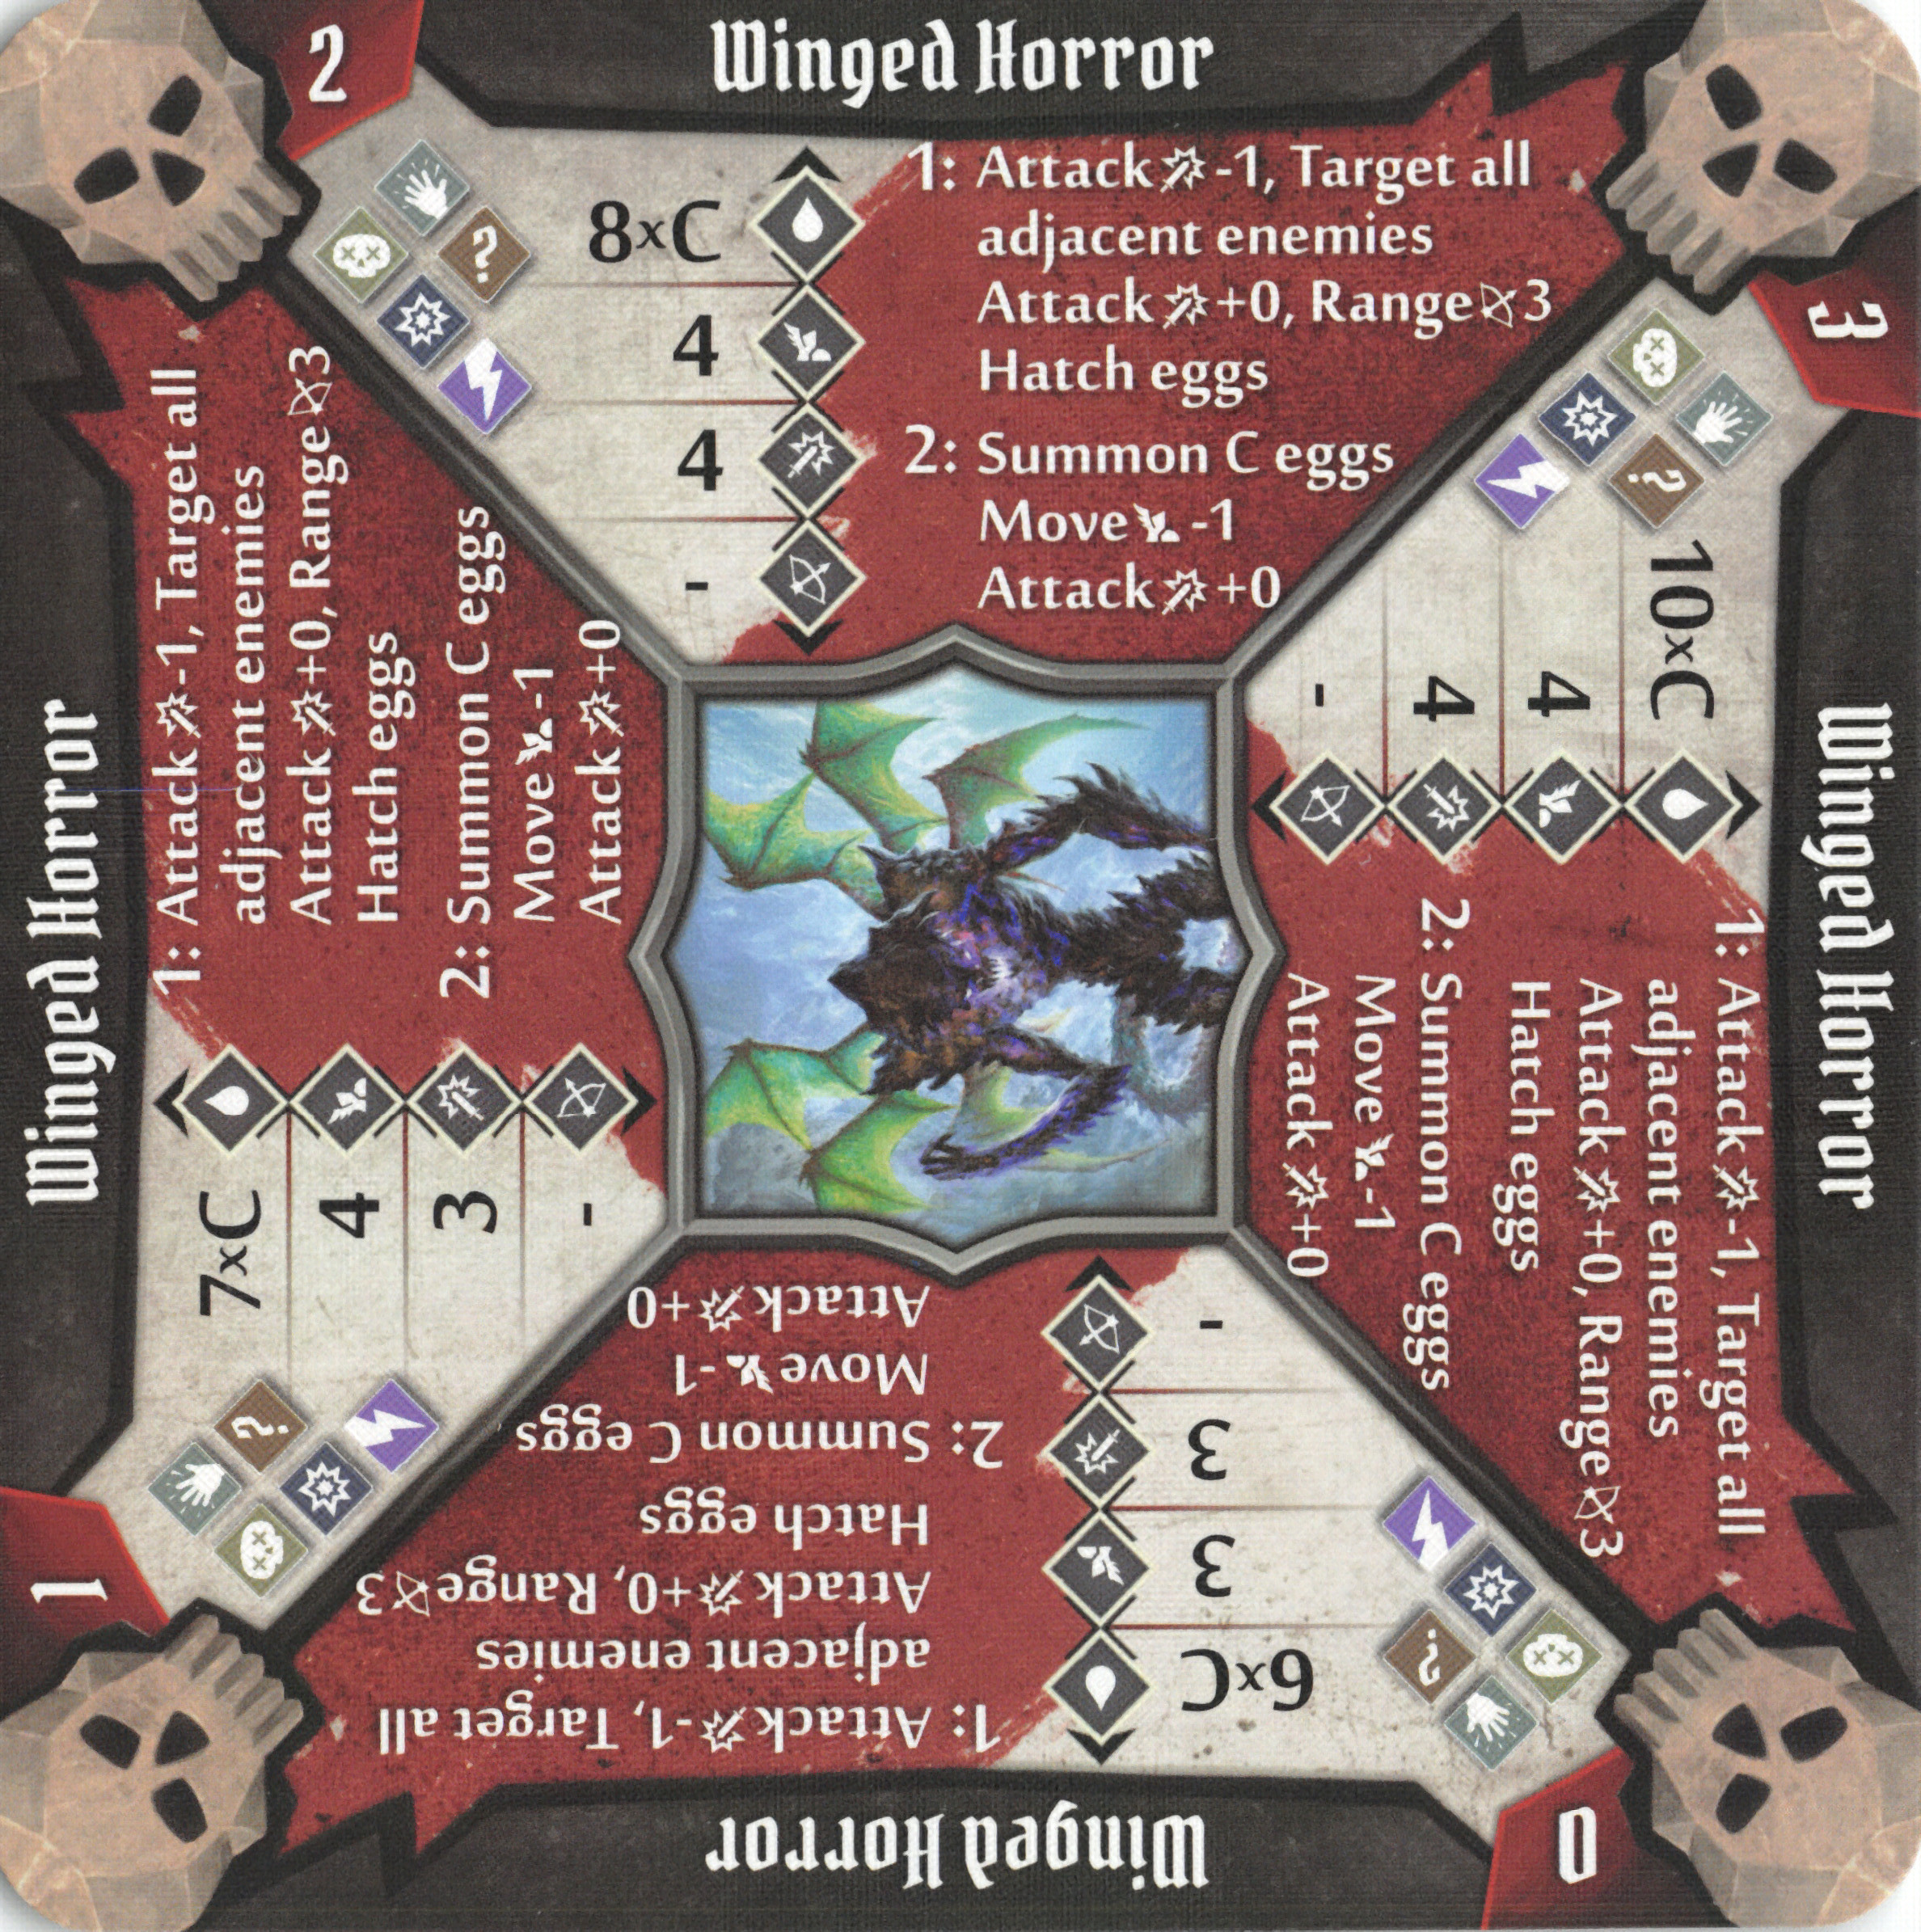 2
Winged Horror
8xC
4
4
-
1: Attack -1, Target all
adjacent enemies
Attack +0, Range 3
Hatch eggs
2: Summon C eggs
Move -1
Attack +0
3
Winged Horror
10xC
4
4
-
1: Attack -1, Target all
adjacent enemies
Attack +0, Range 3
Hatch eggs
2: Summon C eggs
Move -1
Attack +0
0
Winged Horror
6xC
3
3
-
1: Attack -1, Target all
adjacent enemies
Attack +0, Range 3
Hatch eggs
2: Summon C eggs
Move -1
Attack +0
1
Winged Horror
7xC
4
3
-
1: Attack -1, Target all
adjacent enemies
Attack +0, Range 3
Hatch eggs
2: Summon C eggs
Move -1
Attack +0